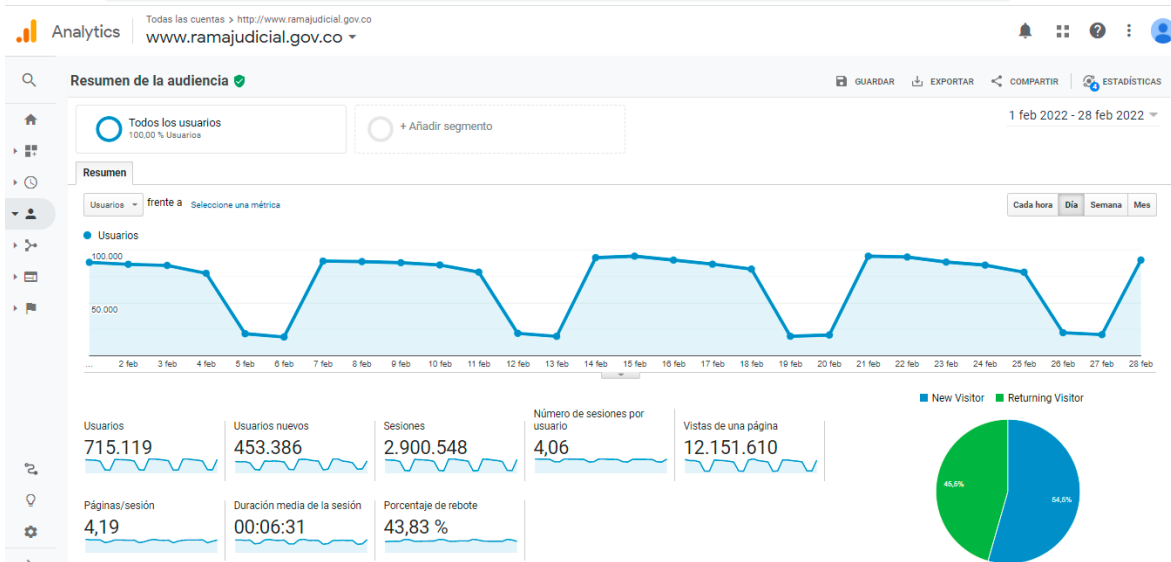 Analytics
Todas las cuentas > http://www.ramajudicial.gov.co
www.ramajudicial.gov.co
Resumen de la audiencia
GUARDAR
EXPORTAR
COMPARTIR
4
ESTADÍSTICAS
Todos los usuarios
100,00 % Usuarios
+ Añadir segmento
1 feb 2022 - 28 feb 2022
Resumen
Usuarios
frente a
Seleccione una métrica
Cada hora
Día
Semana
Mes
Usuarios
100.000
50.000
... 2 feb 3 feb 4 feb 5 feb 6 feb 7 feb 8 feb 9 feb 10 feb 11 feb 12 feb 13 feb 14 feb 15 feb 16 feb 17 feb 18 feb 19 feb 20 feb 21 feb 22 feb 23 feb 24 feb 25 feb 26 feb 27 feb 28 feb
New Visitor
Returning Visitor
Usuarios
715.119
Usuarios nuevos
453.386
Sesiones
2.900.548
Número de sesiones por
usuario
4,06
Vistas de una página
12.151.610
Páginas/sesión
4,19
Duración media de la sesión
00:06:31
Porcentaje de rebote
43,83 %
45,5%
54,5%